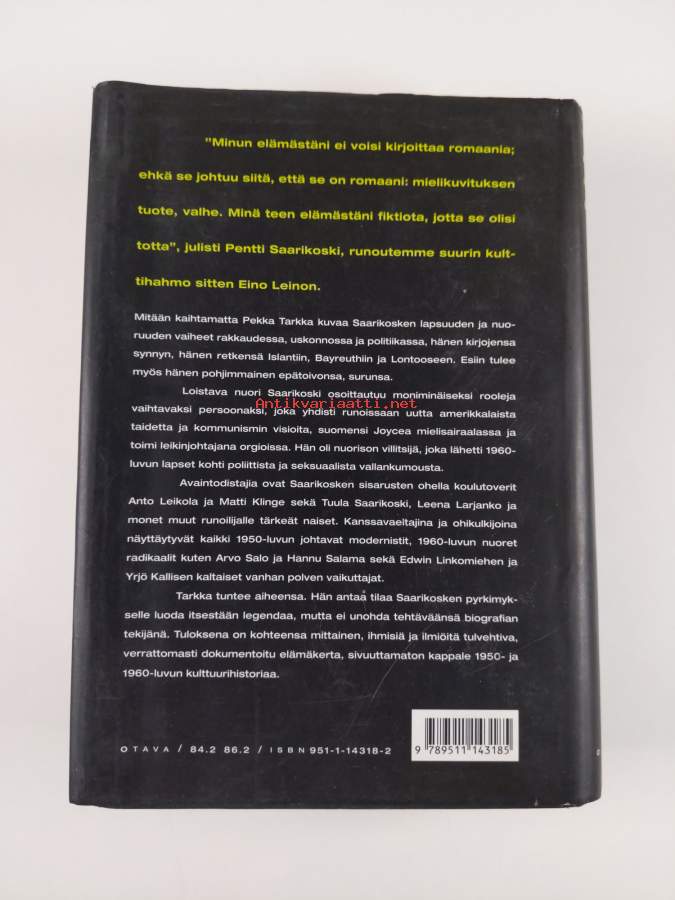 "Minun elämästäni ei voisi kirjoittaa romaania;
ehkä se johtuu siitä, että se on romaani: mielikuvituksen
tuote, valhe. Minä teen elämästäni fiktiota, jotta se olisi
totta", julisti Pentti Saarikoski, runoutemme suurin kult-
tihahmo sitten Eino Leinon.
Mitään kaihtamatta Pekka Tarkka kuvaa Saarikosken lapsuuden ja nuo-
ruuden vaiheet rakkaudessa, uskonnossa ja politiikassa, hänen kirjojensa
synnyn, hänen retkensä Islantiin, Bayreuthiin ja Lontooseen. Esiin tulee
myös hänen pohjimmainen epätoivonsa, surunsa.
Loistava nuori Saarikoski osoittautuu moniminäiseksi rooleja
Antikvariaatti.net
vaihtavaksi persoonaksi, joka yhdisti runoissaan uutta amerikkalaista
taidetta ja kommunismin visioita, suomensi Joycea mielisairaalassa ja
toimi leikinjohtajana orgioissa. Hän oli nuorison villitsijä, joka lähetti 1960-
luvun lapset kohti poliittista ja seksuaalista vallankumousta.
Avaintodistajia ovat Saarikosken sisarusten ohella koulutoverit
Anto Leikola ja Matti Klinge sekä Tuula Saarikoski, Leena Larjanko ja
monet muut runoilijalle tärkeät naiset. Kanssavaeltajina ja ohikulkijoina
näyttäytyvät kaikki 1950-luvun johtavat modernistit, 1960-luvun nuoret
radikaalit kuten Arvo Salo ja Hannu Salama sekä Edwin Linkomiehen ja
Yrjö Kallisen kaltaiset vanhan polven vaikuttajat.
Tarkka tuntee aiheensa. Hän antaa tilaa Saarikosken pyrkimyk-
selle luoda itsestään legendaa, mutta ei unohda tehtäväänsä biografian
tekijänä. Tuloksena on kohteensa mittainen, ihmisiä ja ilmiöitä tulvehtiva,
verrattomasti dokumentoitu elämäkerta, sivuuttamaton kappale 1950- ja
1960-luvun kulttuurihistoriaa.
OTAVA / 84.2 86.2 / ISBN 951-1-14318-2
9 789511 143185